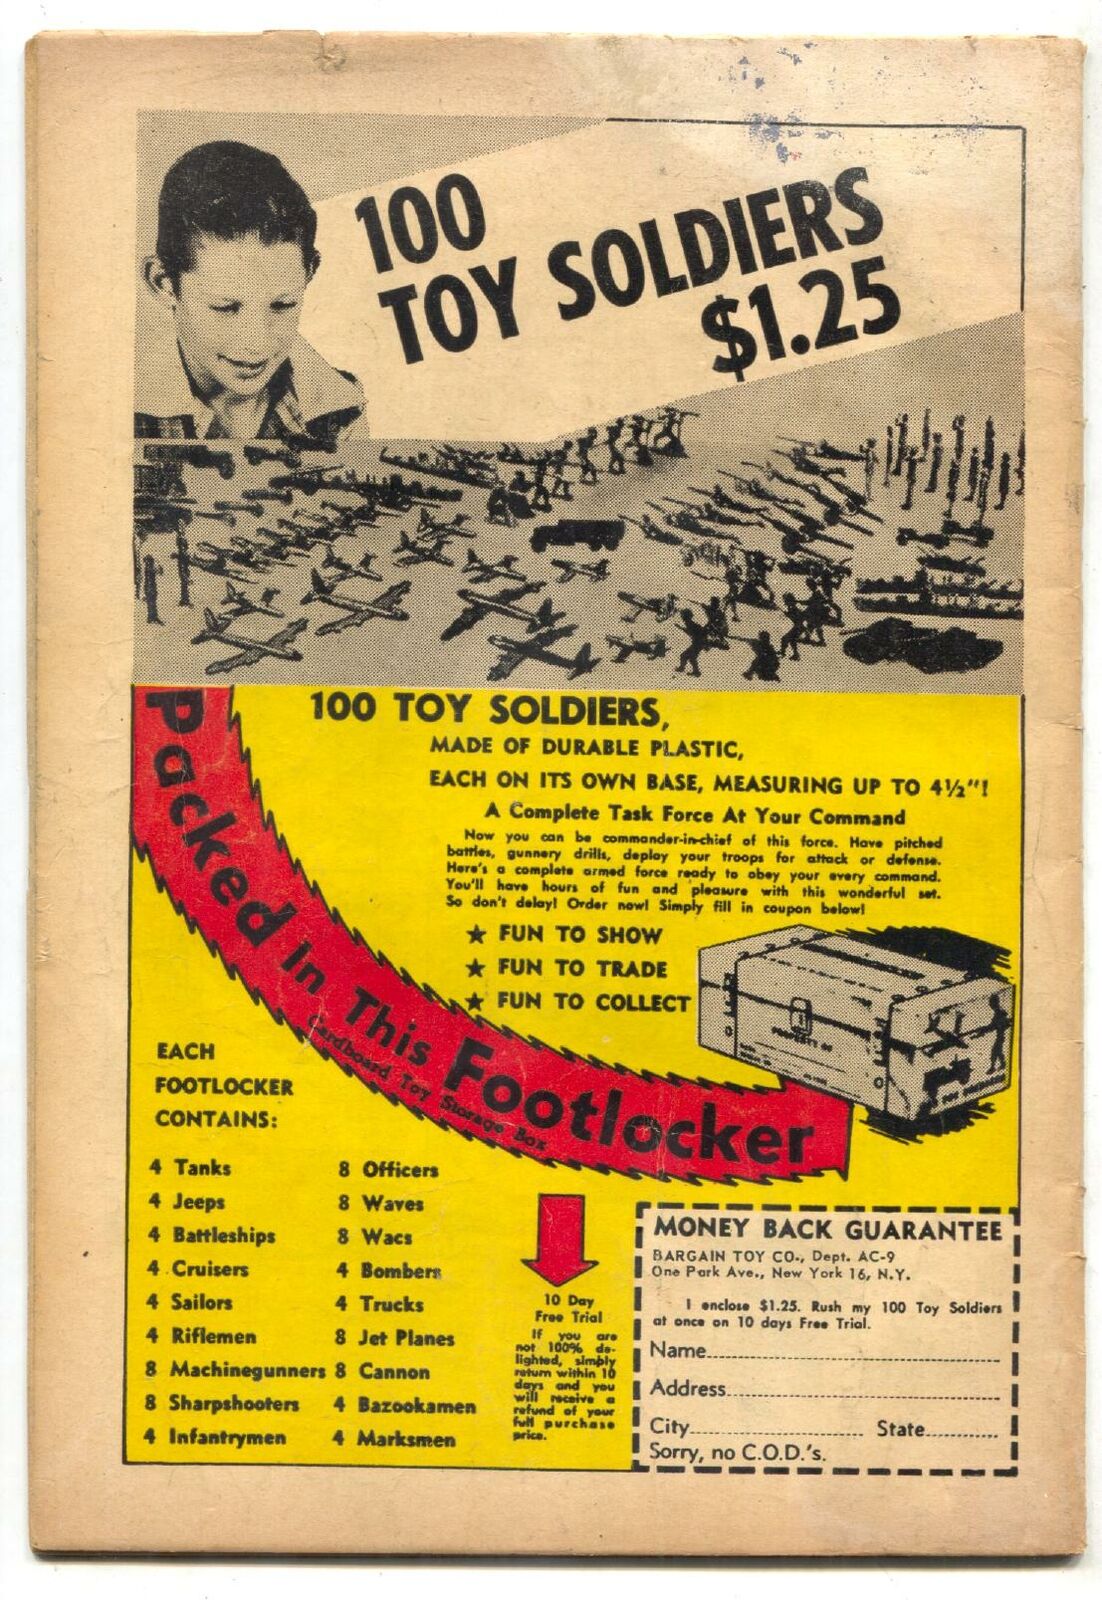 100
TOY SOLDIERS
$1.25
100 TOY SOLDIERS,
MADE OF DURABLE PLASTIC,
EACH ON ITS OWN BASE, MEASURING UP TO 4½"!
A Complete Task Force At Your Command
Now you can be commander-in-chief of this force. Have pitched
battles, gunnery drills, deploy your troops for attack or defense.
Here's a complete armed force ready to obey your every command.
You'll have hours of fun and pleasure with this wonderful set.
So don't delay! Order now! Simply fill in coupon below!
★ FUN TO SHOW
★ FUN TO TRADE
★ FUN TO COLLECT
PROPERTY OF
Packed In This Footlocker
Cardboard Toy Storage Box
EACH
FOOTLOCKER
CONTAINS:
4 Tanks
4 Jeeps
4 Battleships
4 Cruisers
4 Sailors
4 Riflemen
8 Machinegunners
8 Sharpshooters
4 Infantrymen
8 Officers
8 Waves
8 Wacs
4 Bombers
4 Trucks
8 Jet Planes
8 Cannon
4 Bazookamen
4 Marksmen
10 Day
Free Trial
If you are
not 100% de-
lighted, simply
return within 10
days and you
will receive a
refund of your
full purchase
price.
MONEY BACK GUARANTEE
BARGAIN TOY CO., Dept. AC-9
One Park Ave., New York 16, N.Y.
I enclose $1.25. Rush my 100 Toy Soldiers
at once on 10 days Free Trial.
Name
Address
City State
Sorry, no C.O.D.'s.